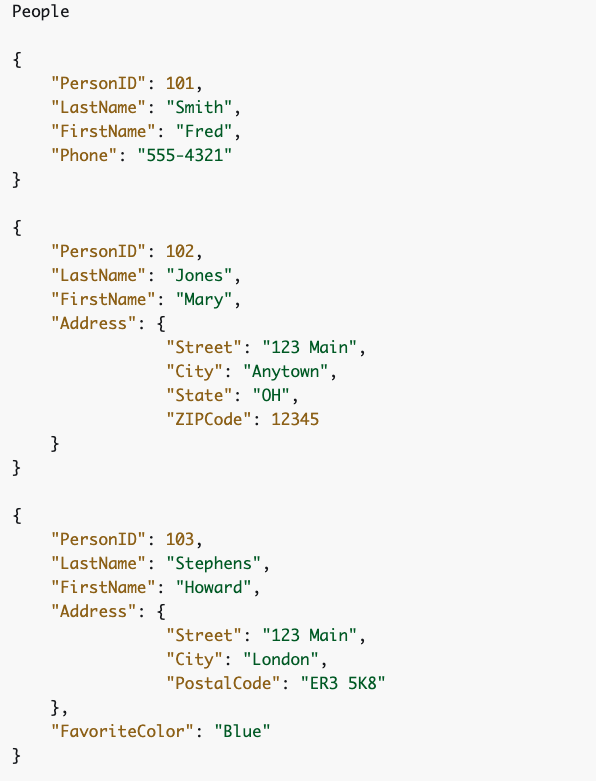 People
{
"PersonID": 101,
"LastName": "Smith",
"FirstName": "Fred",
"Phone": "555-4321"
}
{
"PersonID": 102,
"LastName": "Jones",
"FirstName": "Mary",
"Address": {
"Street": "123 Main",
"City": "Anytown",
"State": "OH",
"ZIPCode": 12345
}
}
{
"PersonID": 103,
"LastName": "Stephens",
"FirstName": "Howard",
"Address": {
"Street": "123 Main",
"City": "London",
"PostalCode": "ER3 5K8"
},
"FavoriteColor": "Blue"
}